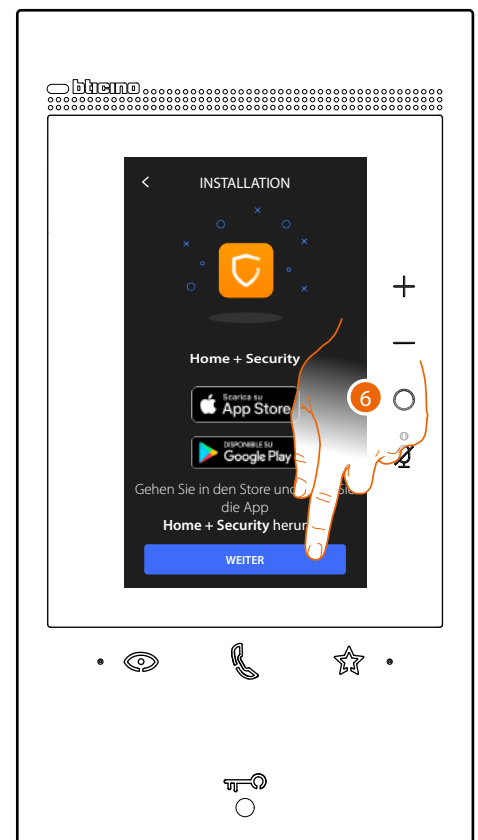 bticino
INSTALLATION
Home + Security
Scarica su
App Store
6
DISPONIBILE SU
Google Play
Gehen Sie in den Store und
die App
Home + Security herun
WEITER